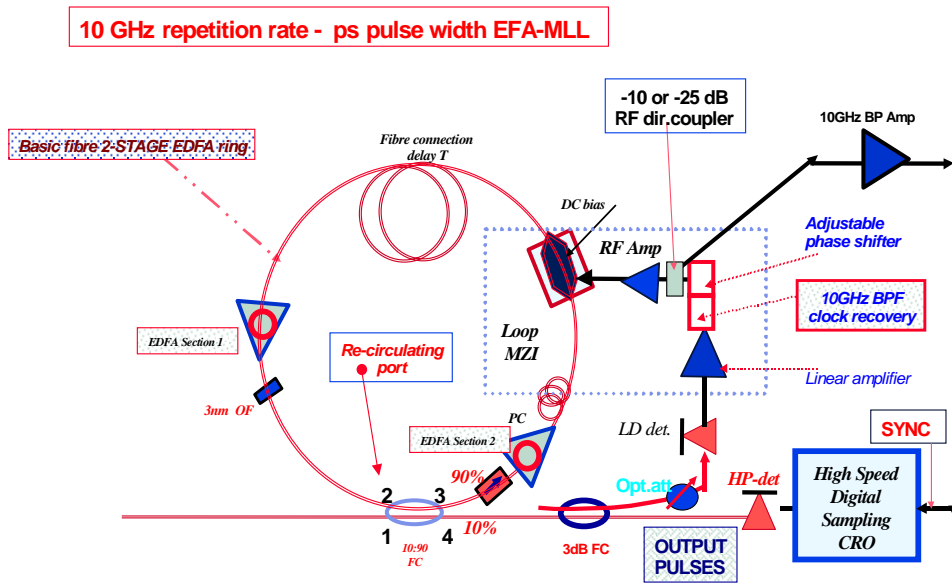 10 GHz repetition rate - ps pulse width EFA-MLL
-10 or -25 dB
RF dir.coupler
10GHz BP Amp
Basic fibre 2-STAGE EDFA ring
Fibre connection
delay T
DC bias
RF Amp
Adjustable
phase shifter
10GHz BPF
clock recovery
EDFA Section 1
Loop
MZI
Re-circulating
port
Linear amplifier
3nm OF
PC
EDFA Section 2
LD det.
SYNC
90%
Opt.att
HP-det
High Speed
Digital
Sampling
CRO
2 3
1 4
10%
10:90
FC
3dB FC
OUTPUT
PULSES